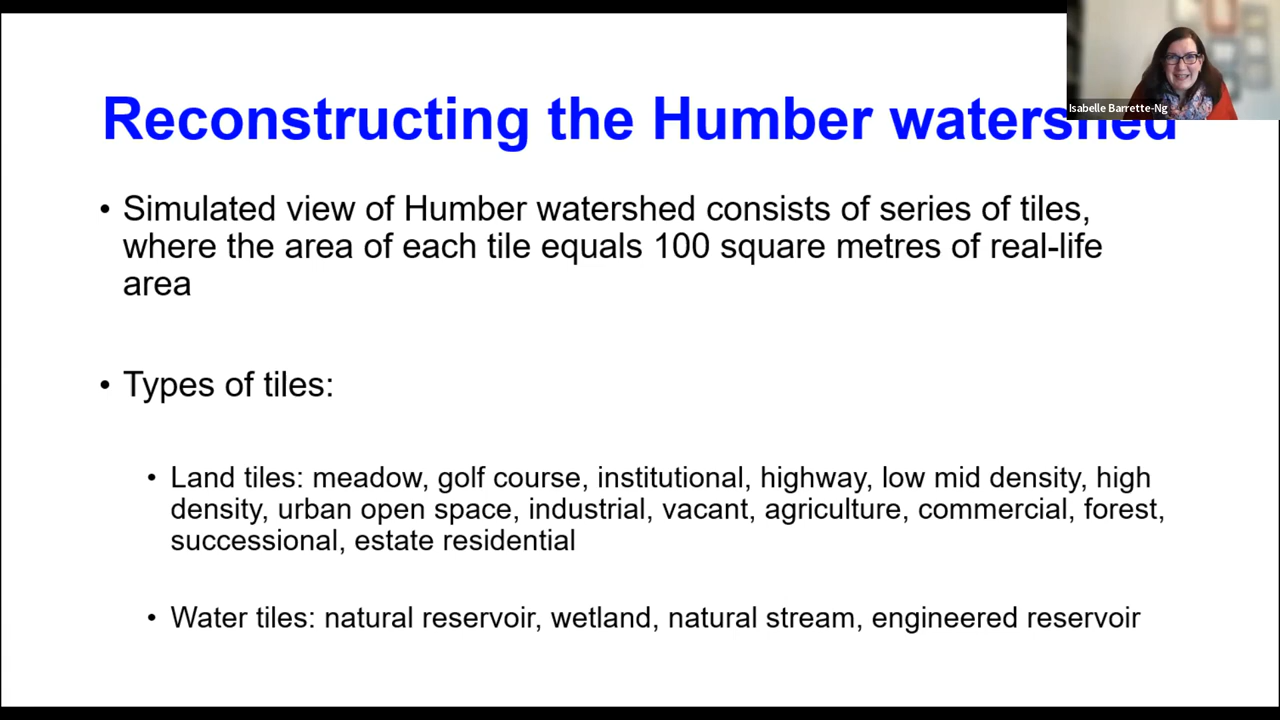 Isabelle Barrette-Ng
Reconstructing the Humber watershed
• Simulated view of Humber watershed consists of series of tiles,
where the area of each tile equals 100 square metres of real-life
area
• Types of tiles:
• Land tiles: meadow, golf course, institutional, highway, low mid density, high
density, urban open space, industrial, vacant, agriculture, commercial, forest,
successional, estate residential
• Water tiles: natural reservoir, wetland, natural stream, engineered reservoir